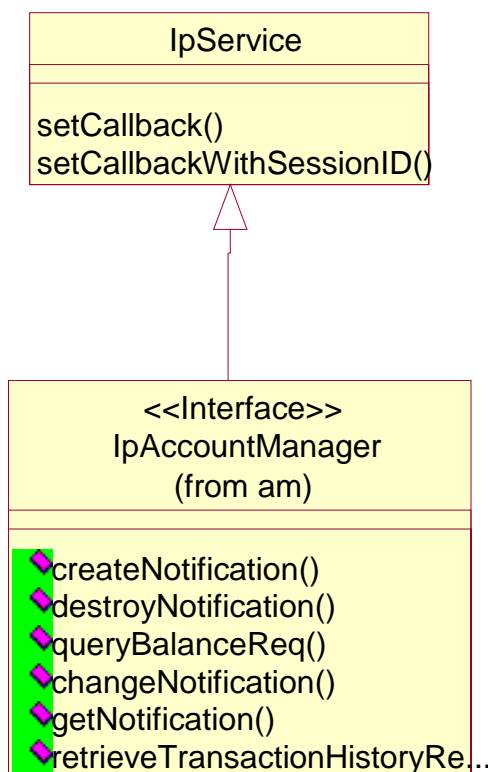 IpService
setCallback()
setCallbackWithSessionID()
<<Interface>>
IpAccountManager
(from am)
createNotification()
destroyNotification()
queryBalanceReq()
changeNotification()
getNotification()
retrieveTransactionHistoryRe...